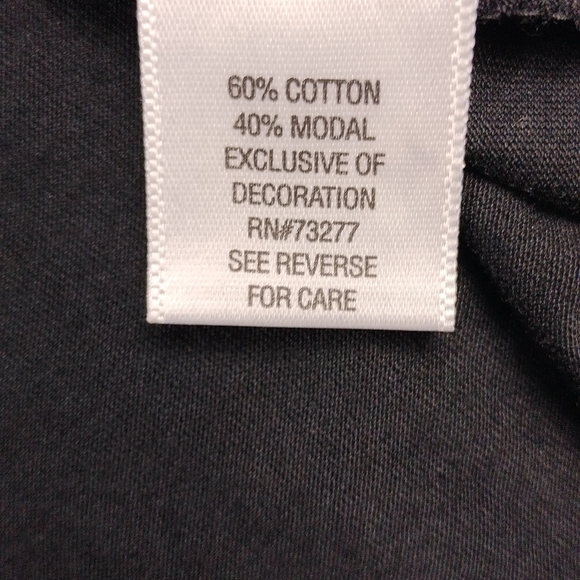 60% COTTON
40% MODAL
EXCLUSIVE OF
DECORATION
RN#73277
SEE REVERSE
FOR CARE